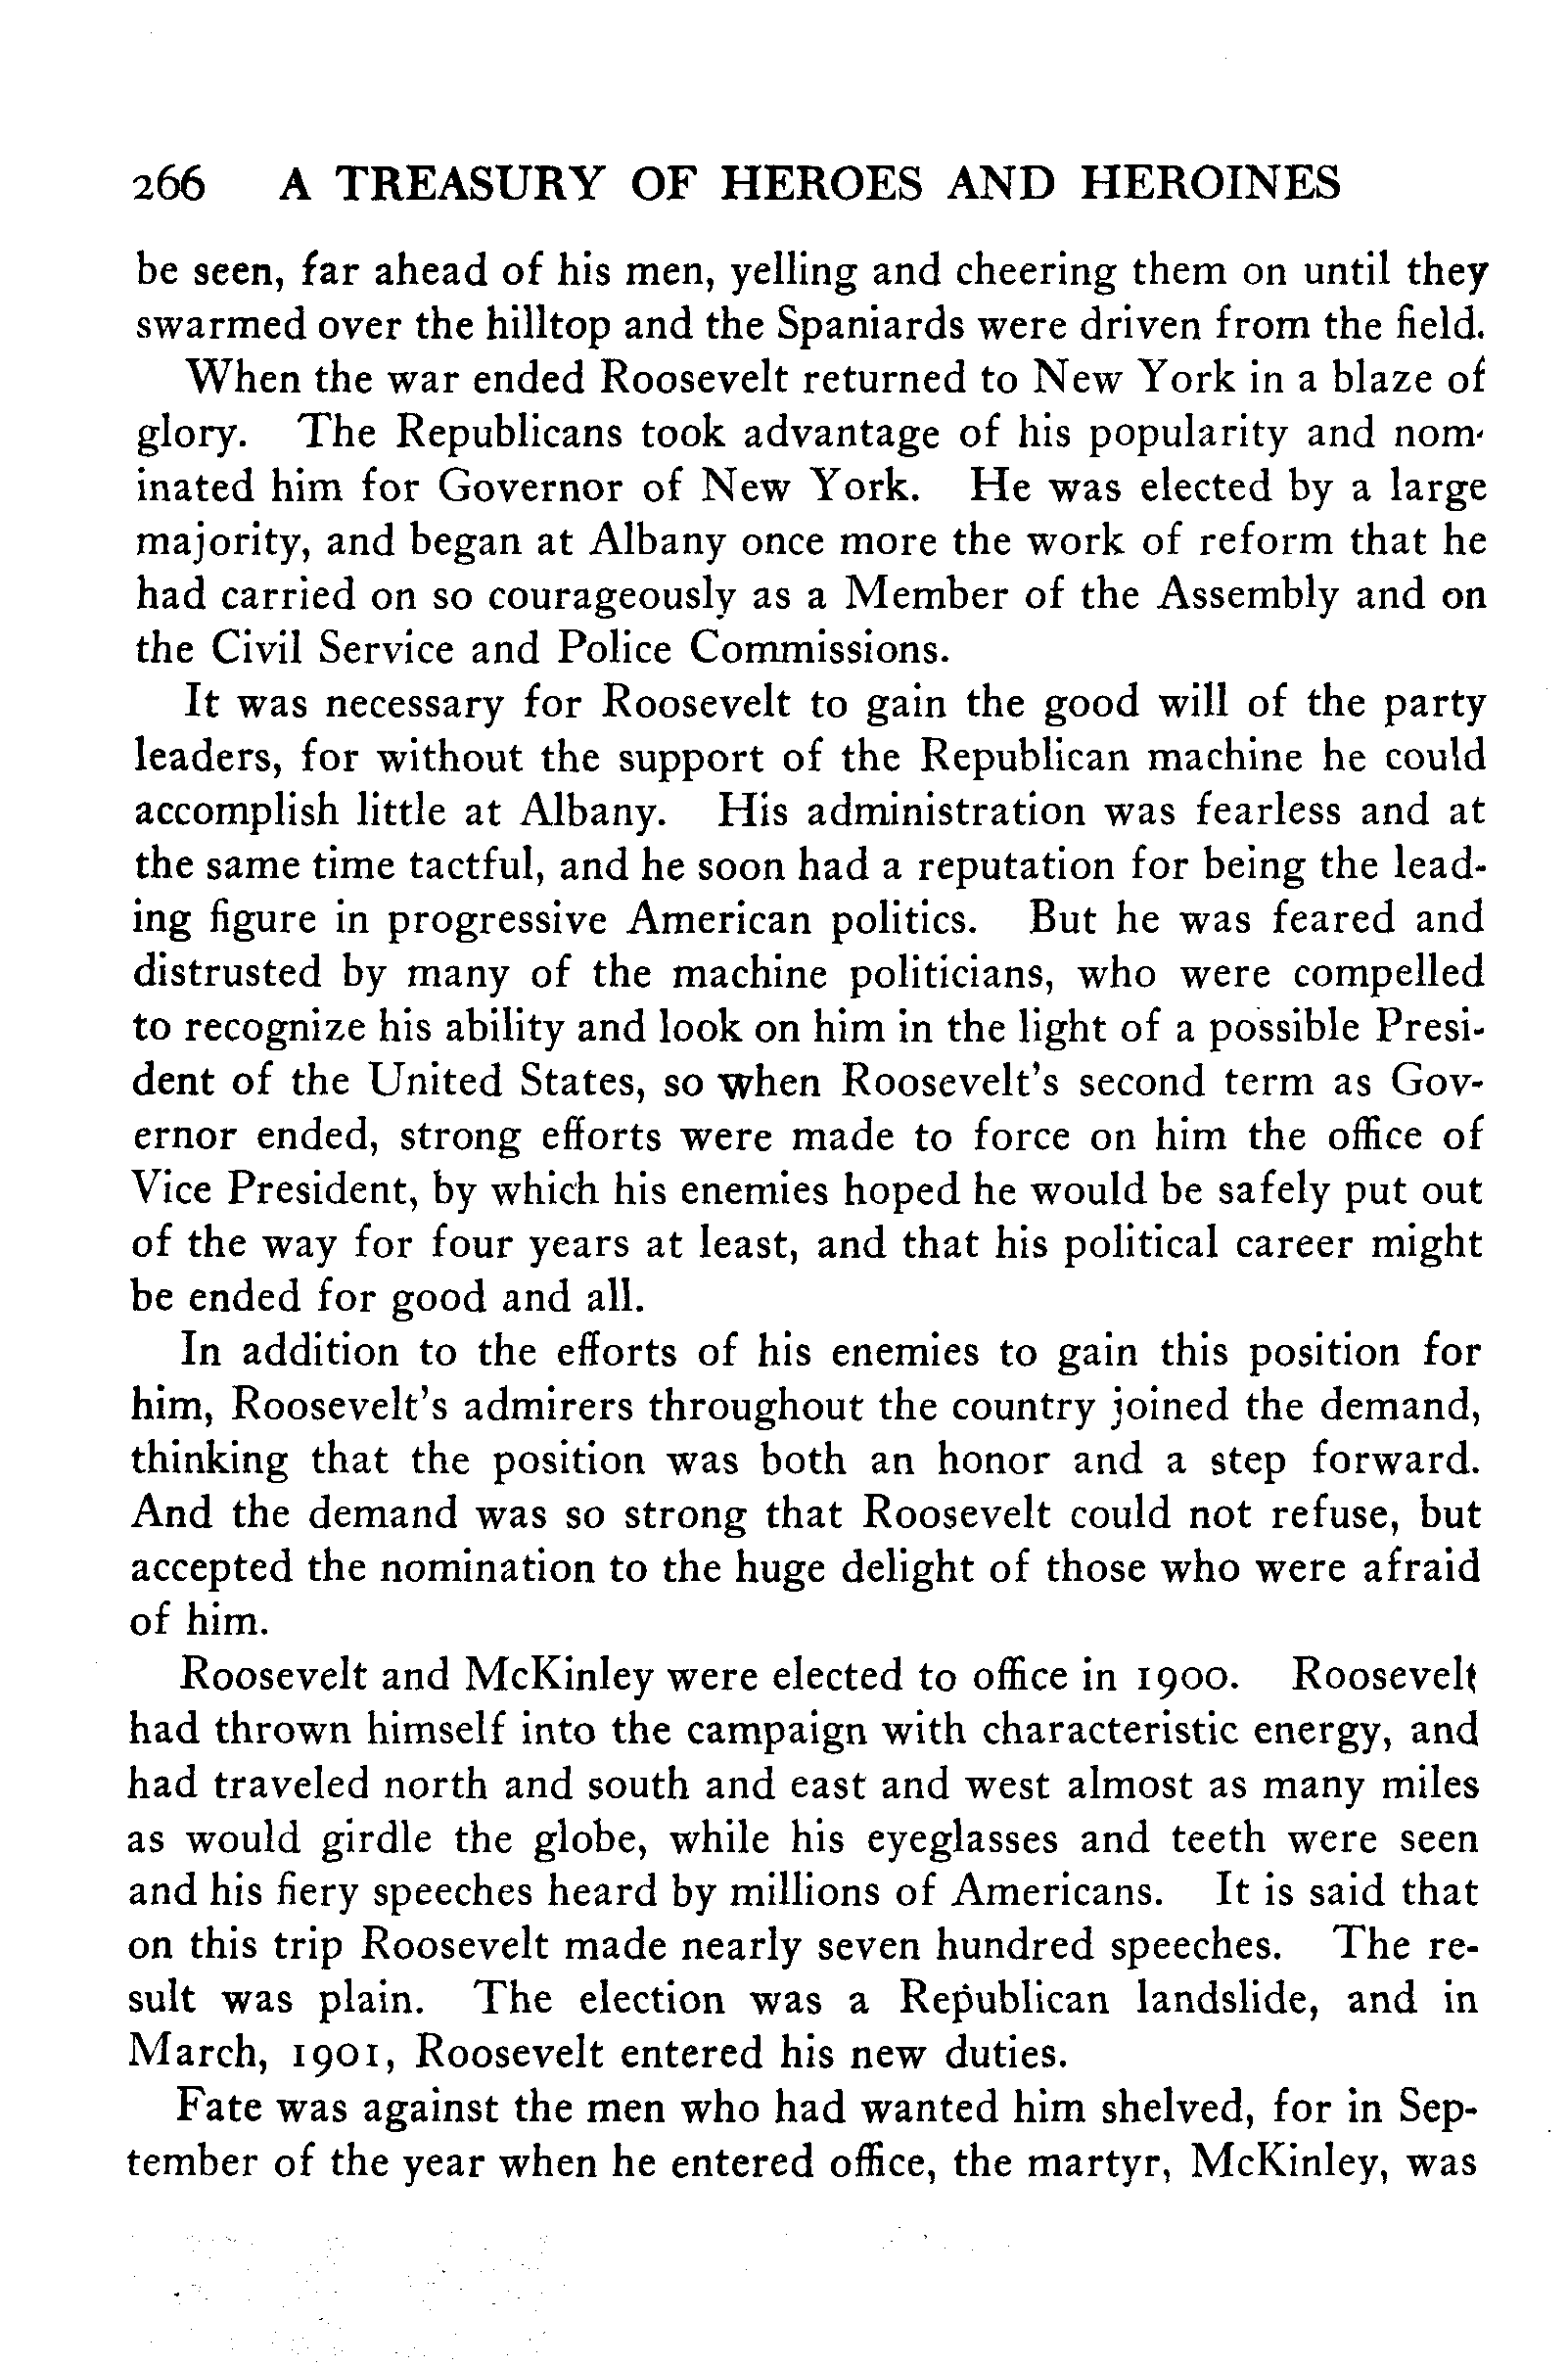 266 A TREASURY OF HEROES AND HEROINES
be seen, far ahead of his men, yelling and cheering them on until they
swarmed over the hilltop and the Spaniards were driven from the field.
When the war ended Roosevelt returned to New York in a blaze of
glory. The Republicans took advantage of his popularity and nom-
inated him for Governor of New York. He was elected by a large
majority, and began at Albany once more the work of reform that he
had carried on so courageously as a Member of the Assembly and on
the Civil Service and Police Commissions.
It was necessary for Roosevelt to gain the good will of the party
leaders, for without the support of the Republican machine he could
accomplish little at Albany. His administration was fearless and at
the same time tactful, and he soon had a reputation for being the lead-
ing figure in progressive American politics. But he was feared and
distrusted by many of the machine politicians, who were compelled
to recognize his ability and look on him in the light of a possible Presi-
dent of the United States, so when Roosevelt's second term as Gov-
ernor ended, strong efforts were made to force on him the office of
Vice President, by which his enemies hoped he would be safely put out
of the way for four years at least, and that his political career might
be ended for good and all.
In addition to the efforts of his enemies to gain this position for
him, Roosevelt's admirers throughout the country joined the demand,
thinking that the position was both an honor and a step forward.
And the demand was so strong that Roosevelt could not refuse, but
accepted the nomination to the huge delight of those who were afraid
of him.
Roosevelt and McKinley were elected to office in 1900. Roosevelt
had thrown himself into the campaign with characteristic energy, and
had traveled north and south and east and west almost as many miles
as would girdle the globe, while his eyeglasses and teeth were seen
and his fiery speeches heard by millions of Americans. It is said that
on this trip Roosevelt made nearly seven hundred speeches. The re-
sult was plain. The election was a Republican landslide, and in
March, 1901, Roosevelt entered his new duties.
Fate was against the men who had wanted him shelved, for in Sep-
tember of the year when he entered office, the martyr, McKinley, was